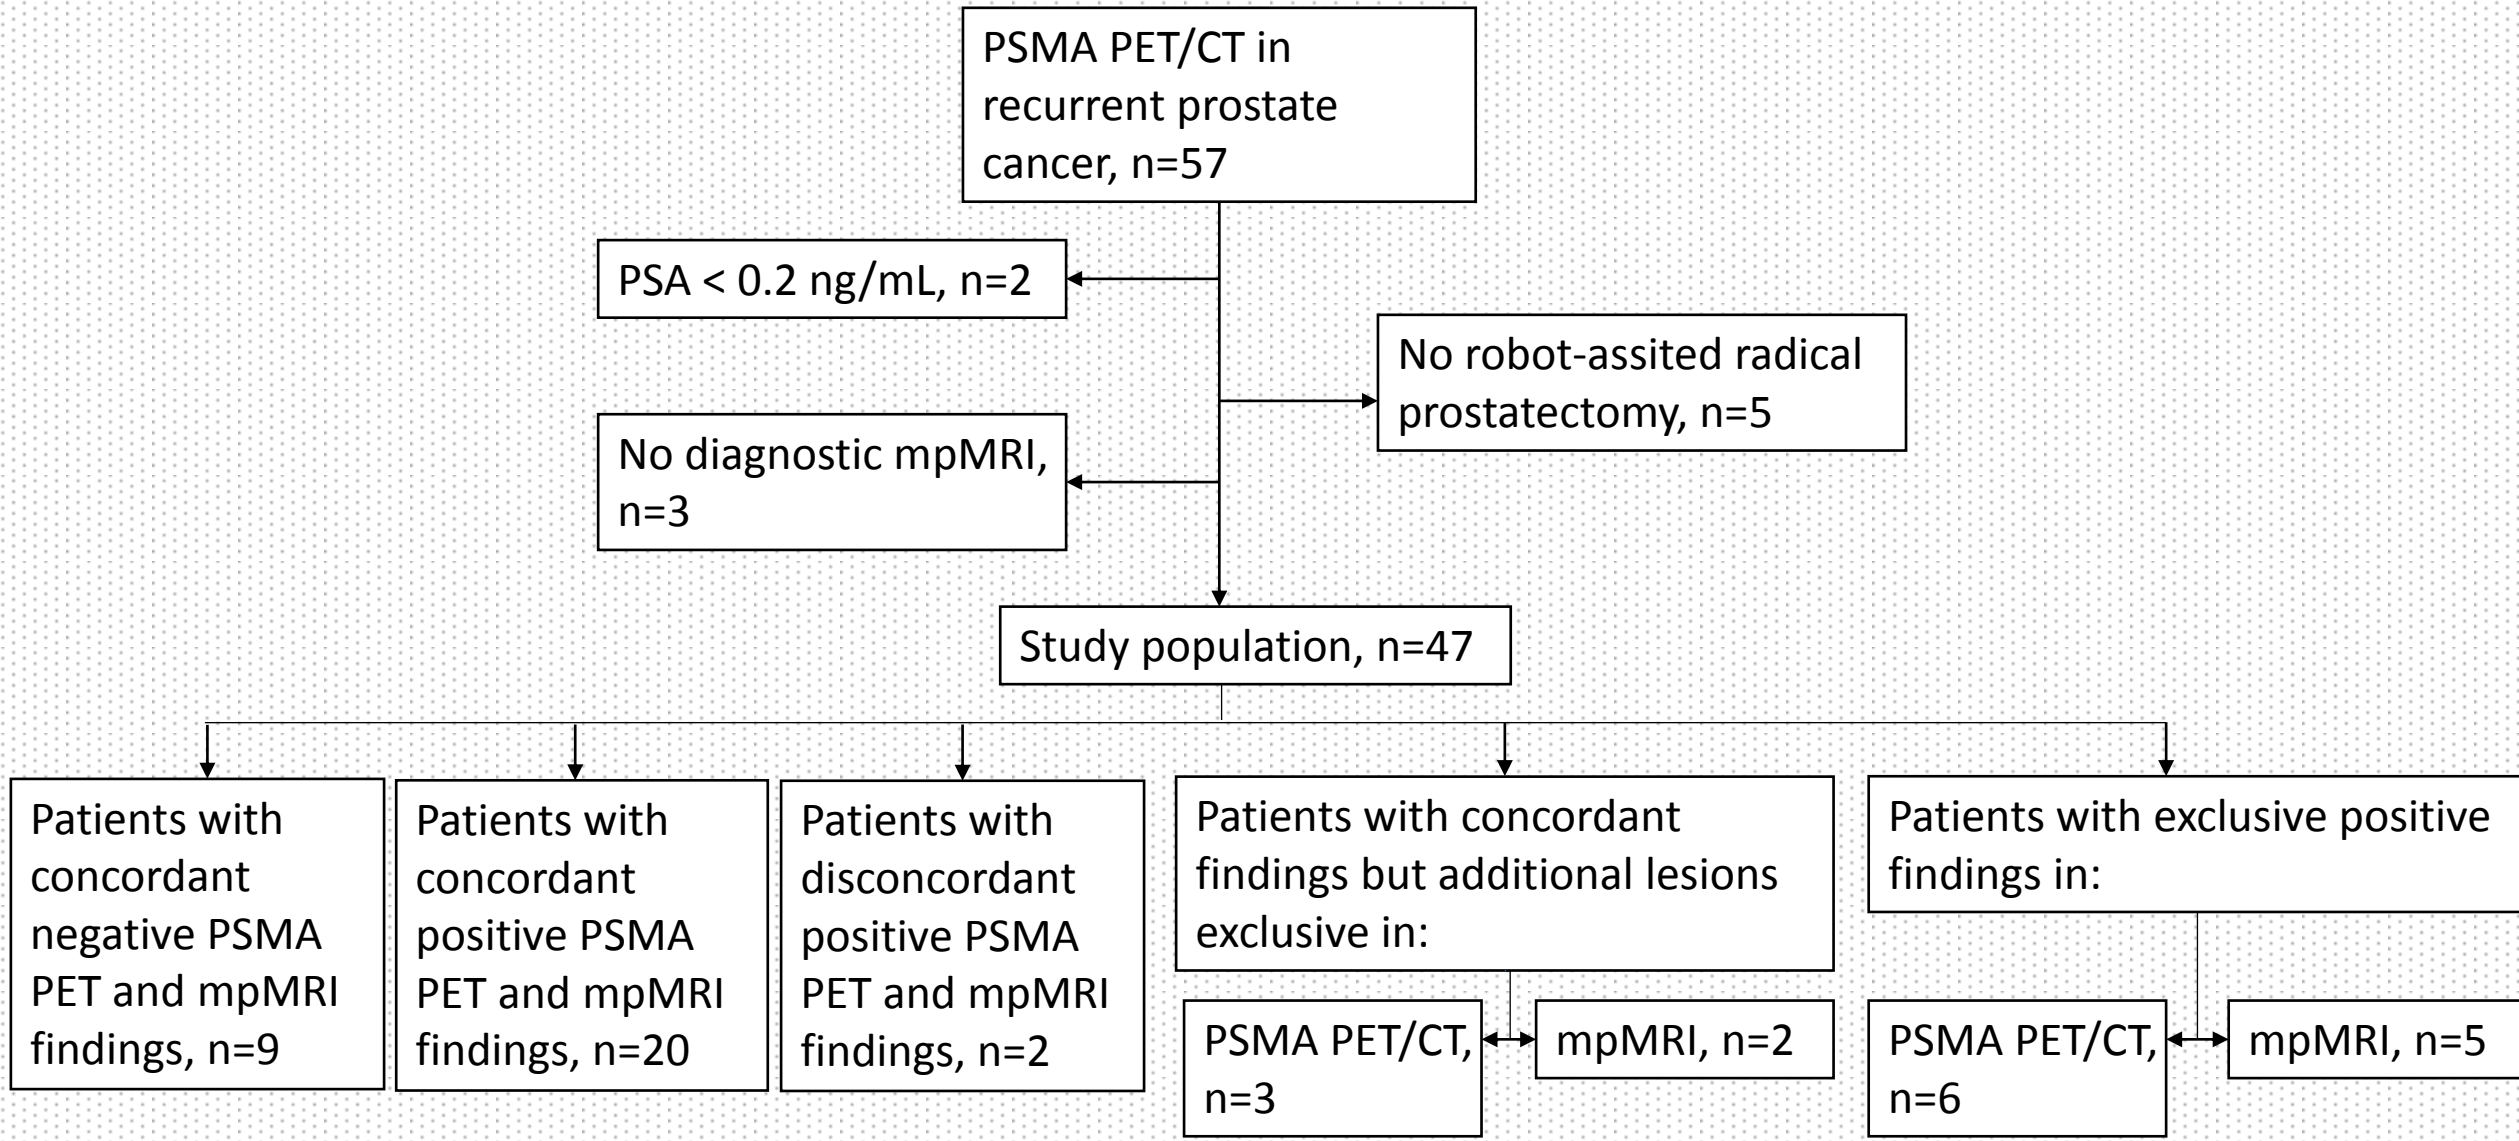 PSMA PET/CT in
recurrent prostate
cancer, n=57
PSA < 0.2 ng/mL, n=2
No robot-assited radical
prostatectomy, n=5
No diagnostic mpMRI,
n=3
Study population, n=47
Patients with
concordant
negative PSMA
PET and mpMRI
findings, n=9
Patients with
concordant
positive PSMA
PET and mpMRI
findings, n=20
Patients with
disconcordant
positive PSMA
PET and mpMRI
findings, n=2
Patients with concordant
findings but additional lesions
exclusive in:
PSMA PET/CT,
n=3
mpMRI, n=2
Patients with exclusive positive
findings in:
PSMA PET/CT,
n=6
mpMRI, n=5